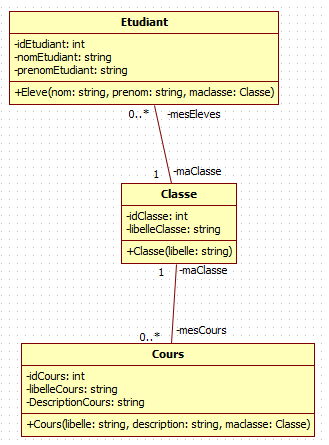 Etudiant
-idEtudiant: int
-nomEtudiant: string
-prenomEtudiant: string
+Eleve(nom: string, prenom: string, maclasse: Classe)
0..*
-mesEleves
1
-maClasse
Classe
-idClasse: int
-libelleClasse: string
+Classe(libelle: string)
1
-maClasse
0..*
-mesCours
Cours
-idCours: int
-libelleCours: string
-DescriptionCours: string
+Cours(libelle: string, description: string, maclasse: Classe)